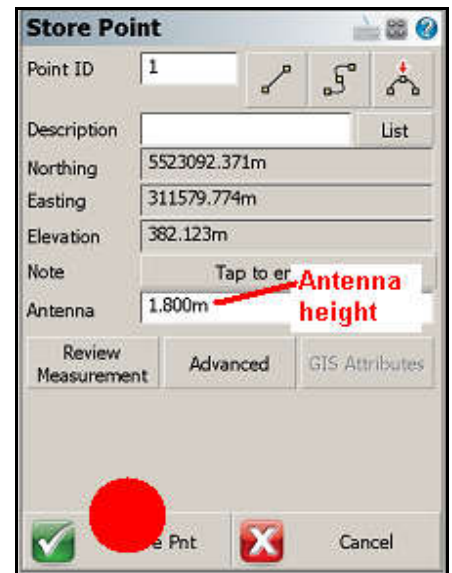 Store Point
Point ID 1
Description List
Northing 5523092.371m
Easting 311579.774m
Elevation 382.123m
Note Tap to
Antenna 1.800m
Antenna
height
Review
Measurement
Advanced GIS Attributes
Pnt Cancel